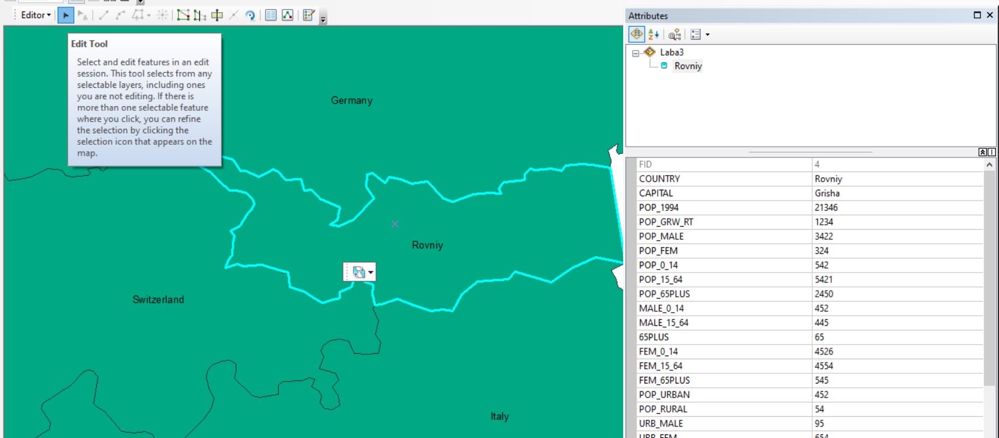 Editor
Attributes
Edit Tool
Select and edit features in an edit
session. This tool selects from any
selectable layers, including ones
you are not editing. If there is
more than one selectable feature
where you click, you can refine
the selection by clicking the
selection icon that appears on the
map.
Germany
Rovniy
Switzerland
Italy
Laba3
Rovniy
FID 4
COUNTRY Rovniy
CAPITAL Grisha
POP_1994 21346
POP_GRW_RT 1234
POP_MALE 3422
POP_FEM 324
POP_0_14 542
POP_15_64 5421
POP_65PLUS 2450
MALE_0_14 452
MALE_15_64 445
65PLUS 65
FEM_0_14 4526
FEM_15_64 4554
FEM_65PLUS 545
POP_URBAN 452
POP_RURAL 54
URB_MALE 95
URB_FEM 654